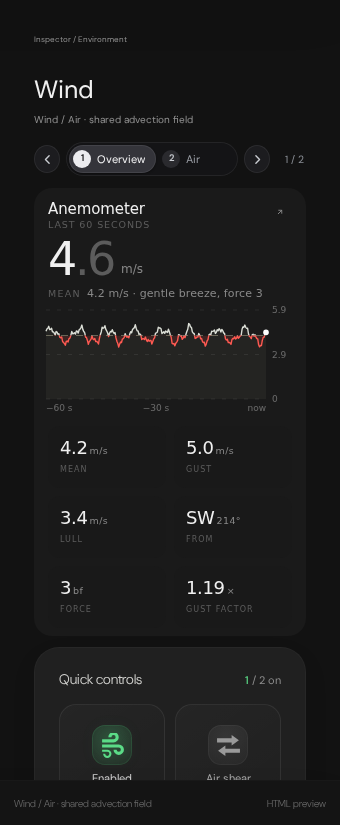 Inspector / Environment
Wind
Wind / Air · shared advection field
1 Overview 2 Air 1 / 2
Anemometer
LAST 60 SECONDS
4.6 m/s
MEAN 4.2 m/s · gentle breeze, force 3
5.9
2.9
0
−60 s −30 s now
4.2 m/s 5.0 m/s
MEAN GUST
3.4 m/s SW 214°
LULL FROM
3 bf 1.19 ×
FORCE GUST FACTOR
Quick controls 1 / 2 on
Enabled Air shear
Wind / Air · shared advection field HTML preview